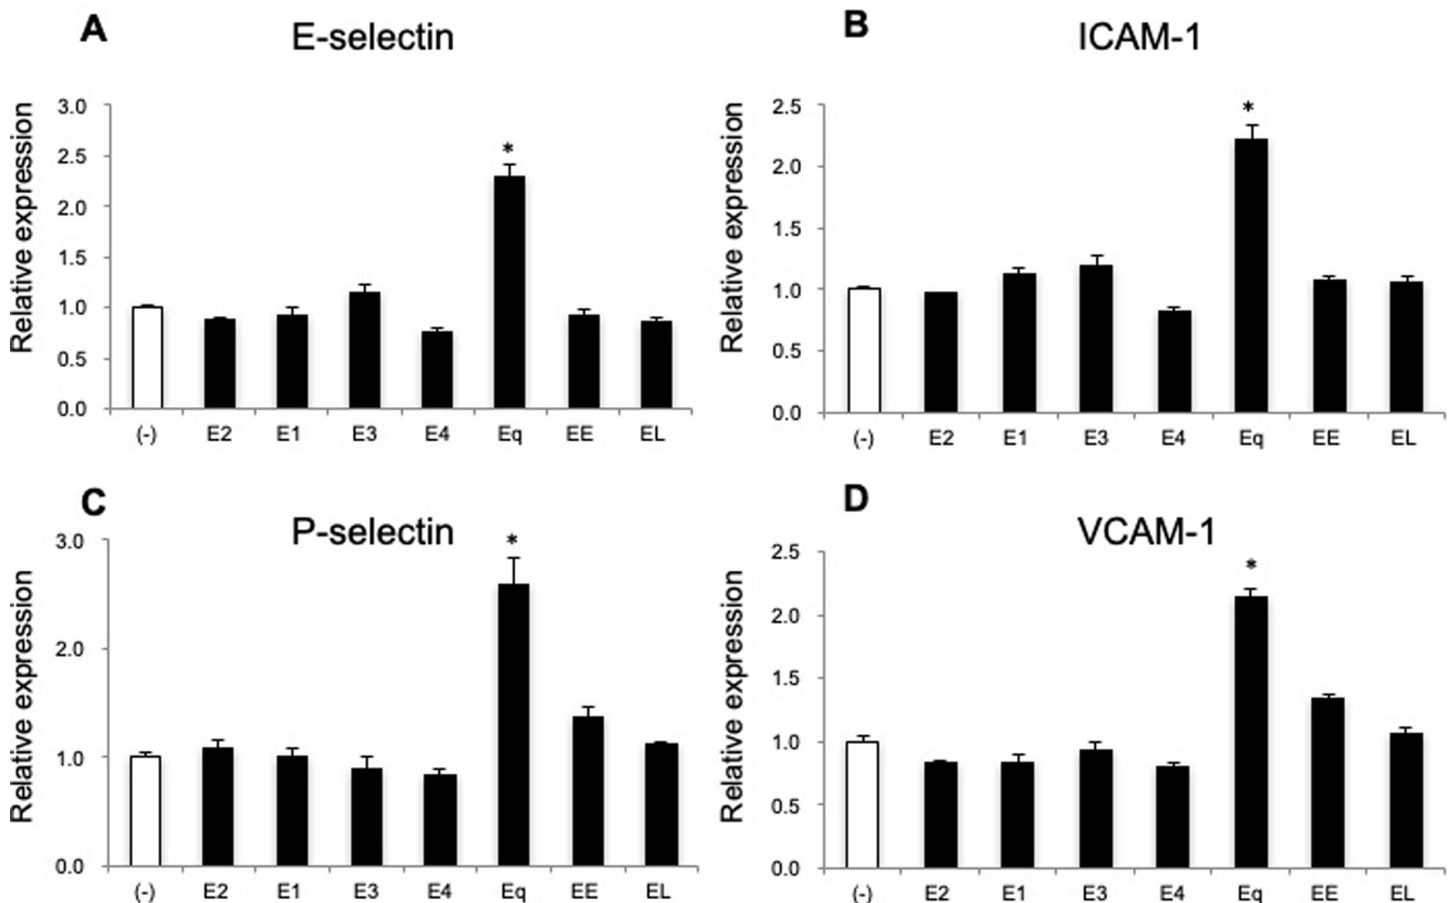 A
E-selectin
Relative expression
3.0
2.5
2.0
1.5
1.0
0.5
0.0
*
(-) E2 E1 E3 E4 Eq EE EL
B
ICAM-1
Relative expression
2.5
2.0
1.5
1.0
0.5
0.0
*
(-) E2 E1 E3 E4 Eq EE EL
C
P-selectin
Relative expression
3.0
2.0
1.0
0.0
*
(-) E2 E1 E3 E4 Eq EE EL
D
VCAM-1
Relative expression
2.5
2.0
1.5
1.0
0.5
0.0
*
(-) E2 E1 E3 E4 Eq EE EL